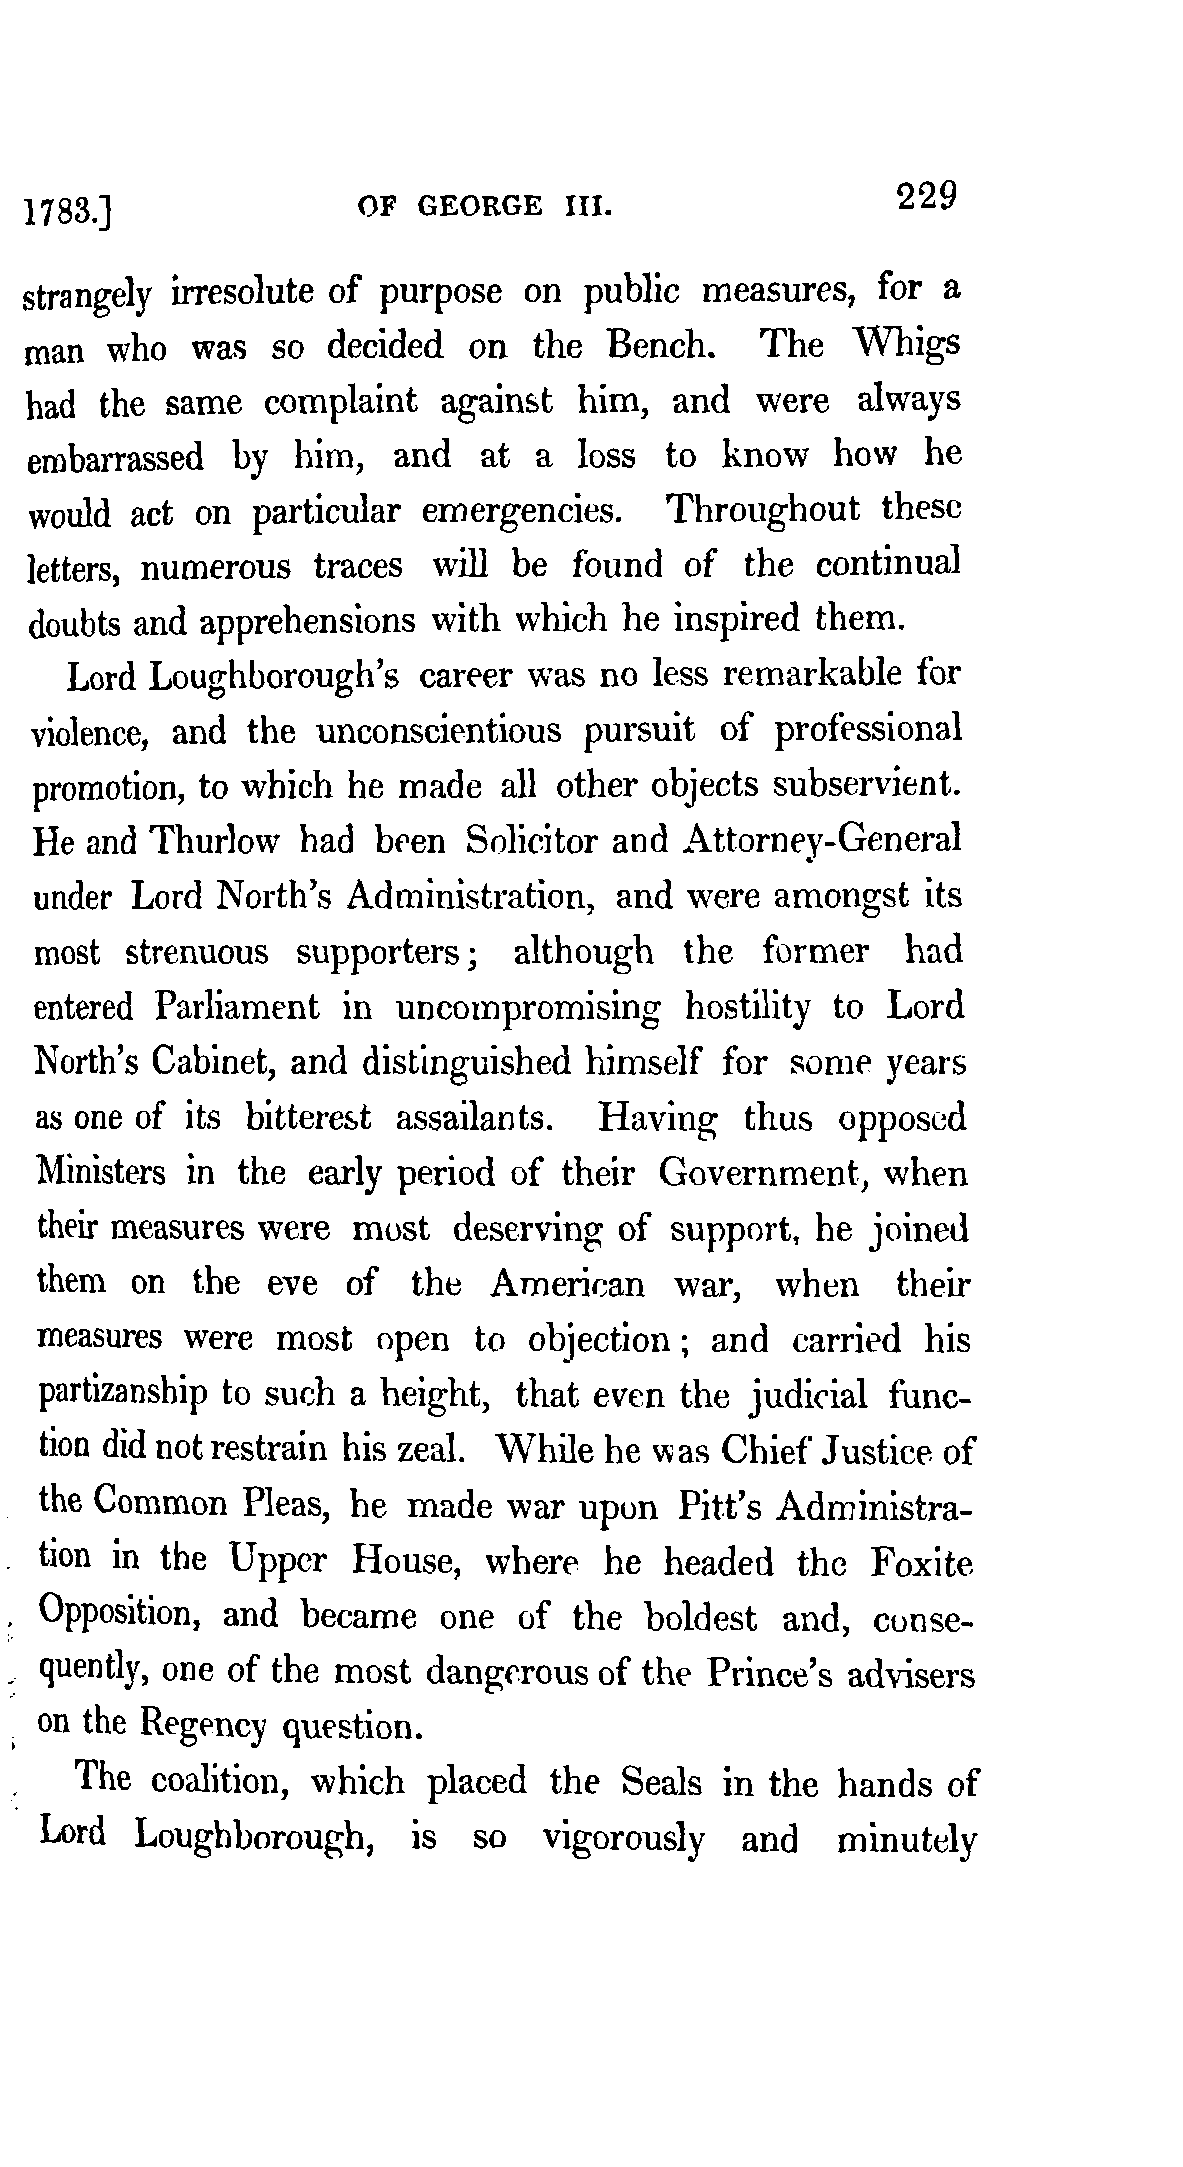 1783.] OF GEORGE III. 229
strangely irresolute of purpose on public measures, for a
man who was so decided on the Bench. The Whigs
had the same complaint against him, and were always
embarrassed by him, and at a loss to know how he
would act on particular emergencies. Throughout these
letters, numerous traces will be found of the continual
doubts and apprehensions with which he inspired them.
Lord Loughborough's career was no less remarkable for
violence, and the unconscientious pursuit of professional
promotion, to which he made all other objects subservient.
He and Thurlow had been Solicitor and Attorney-General
under Lord North's Administration, and were amongst its
most strenuous supporters; although the former had
entered Parliament in uncompromising hostility to Lord
North's Cabinet, and distinguished himself for some years
as one of its bitterest assailants. Having thus opposed
Ministers in the early period of their Government, when
their measures were most deserving of support, he joined
them on the eve of the American war, when their
measures were most open to objection; and carried his
partizanship to such a height, that even the judicial func-
tion did not restrain his zeal. While he was Chief Justice of
the Common Pleas, he made war upon Pitt's Administra-
tion in the Upper House, where he headed the Foxite
Opposition, and became one of the boldest and, conse-
quently, one of the most dangerous of the Prince's advisers
on the Regency question.
The coalition, which placed the Seals in the hands of
Lord Loughborough, is so vigorously and minutely